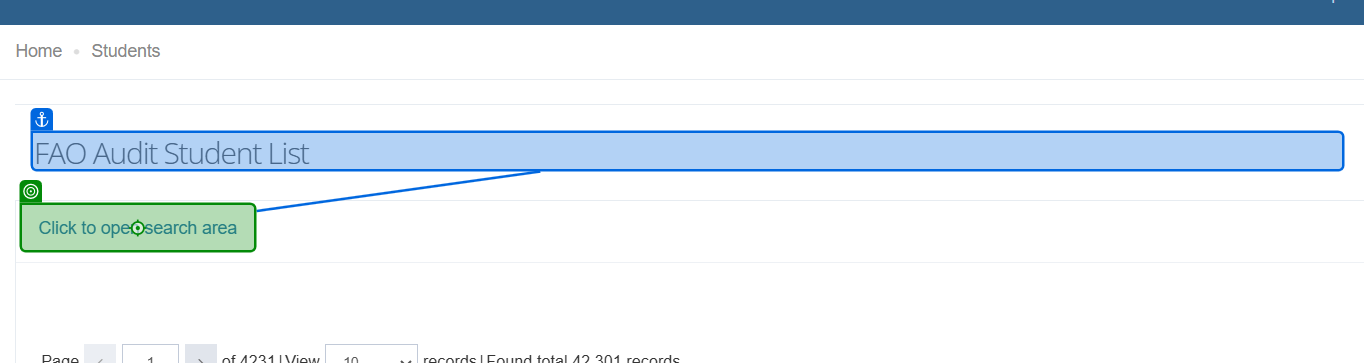 Home • Students
FAO Audit Student List
Click to open search area
Page 1 of 4231 | View 10 records | Found total 42,301 records